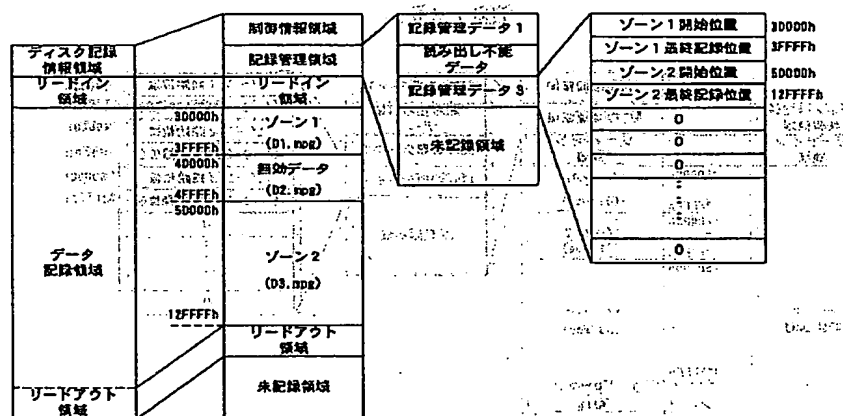 ディスク記録
情報領域
リードイン
領域
データ
記録領域
リードアウト
領域
制御情報領域
記録管理領域
リードイン
領域
30000h
ゾーン1
(D1.mpg)
3FFFFh
40000h
無効データ
(D2.mpg)
4FFFFh
50000h
ゾーン2
(D3.mpg)
12FFFFh
リードアウト
領域
未記録領域
記録管理データ1
読み出し不能
データ
記録管理データ3
未記録領域
ゾーン1開始位置 30000h
ゾーン1最終記録位置 3FFFFh
ゾーン2開始位置 50000h
ゾーン2最終記録位置 12FFFFh
0
0
0
0